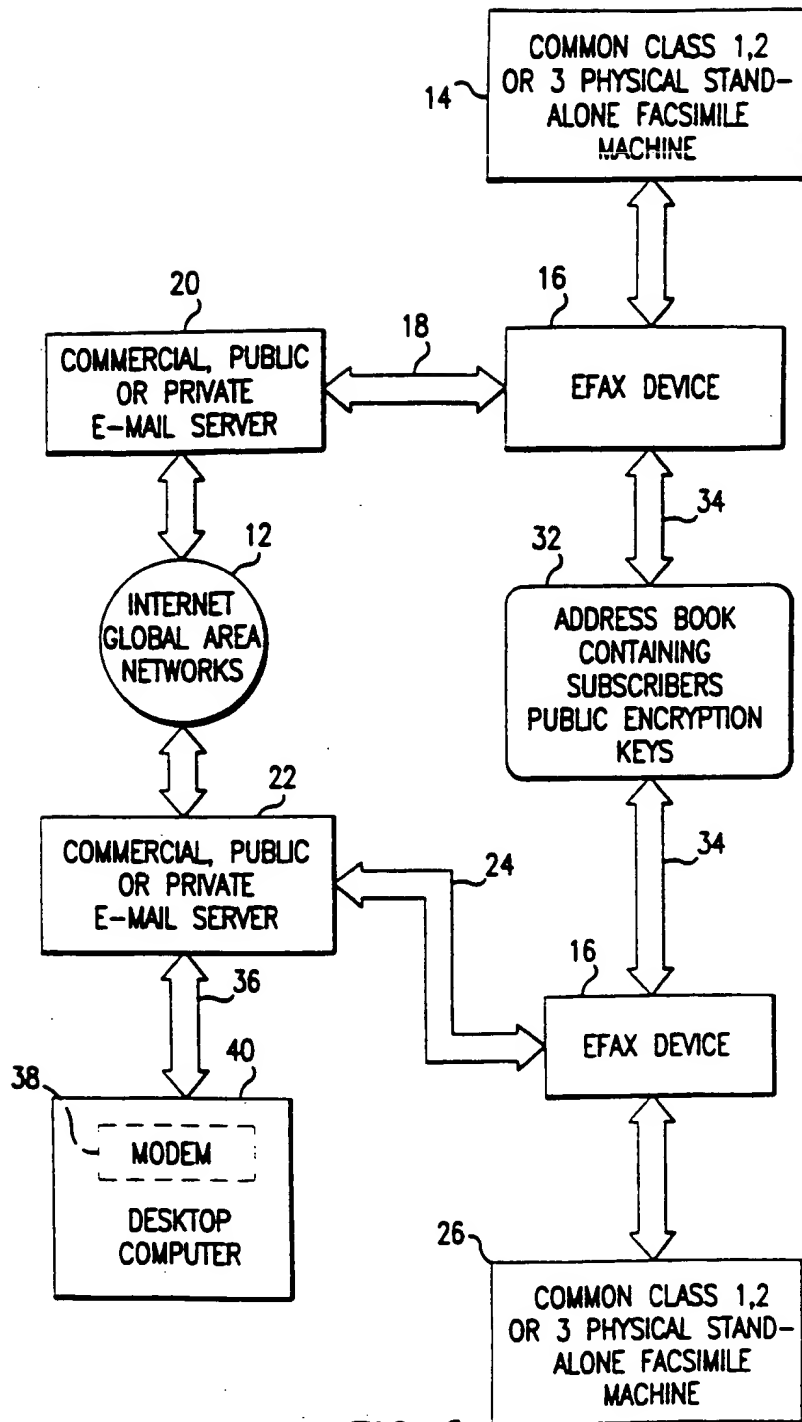 COMMON CLASS 1,2
OR 3 PHYSICAL STAND-
ALONE FACSIMILE
MACHINE
14
20
COMMERCIAL, PUBLIC
OR PRIVATE
E-MAIL SERVER
18
16
EFAX DEVICE
34
12
INTERNET
GLOBAL AREA
NETWORKS
32
ADDRESS BOOK
CONTAINING
SUBSCRIBERS
PUBLIC ENCRYPTION
KEYS
22
COMMERCIAL, PUBLIC
OR PRIVATE
E-MAIL SERVER
24
34
36
16
EFAX DEVICE
38
40
MODEM
DESKTOP
COMPUTER
26
COMMON CLASS 1,2
OR 3 PHYSICAL STAND-
ALONE FACSIMILE
MACHINE